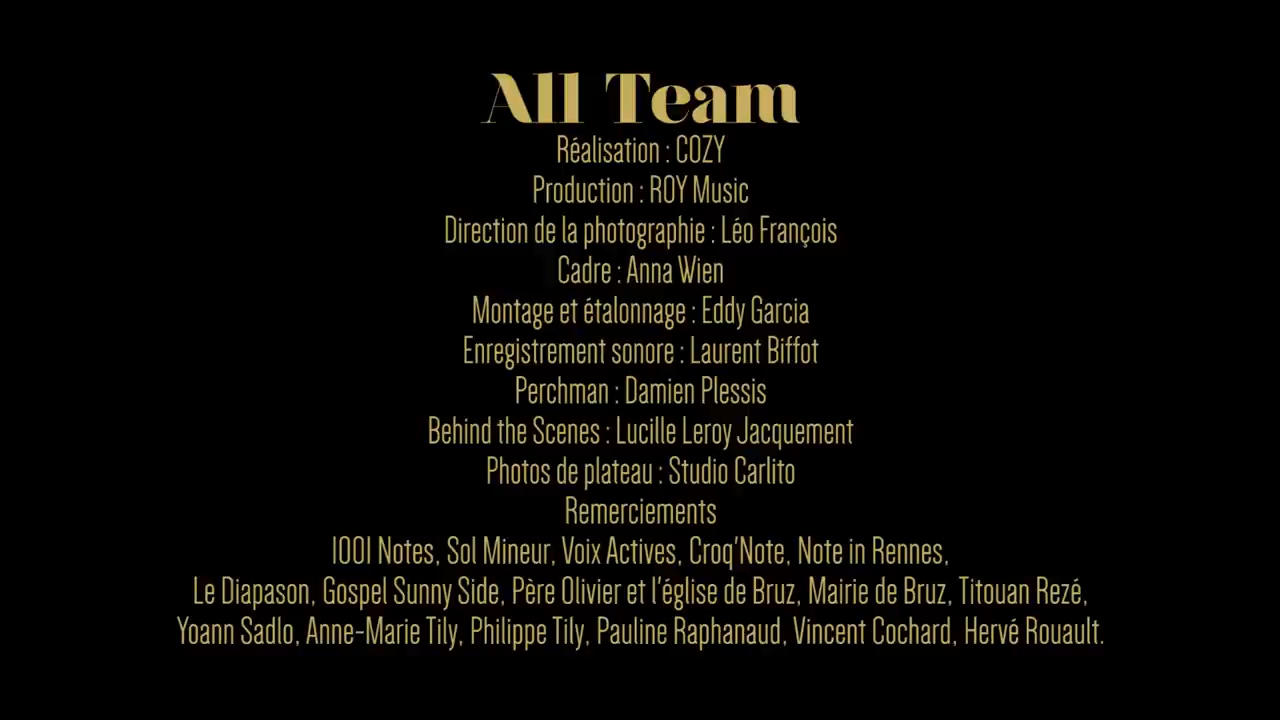 All Team
Réalisation : COZY
Production : ROY Music
Direction de la photographie : Léo François
Cadre : Anna Wien
Montage et étalonnage : Eddy Garcia
Enregistrement sonore : Laurent Biffot
Perchman : Damien Plessis
Behind the Scenes : Lucille Leroy Jacquement
Photos de plateau : Studio Carlito
Remerciements
1001 Notes, Sol Mineur, Voix Actives, Croq'Note, Note in Rennes,
Le Diapason, Gospel Sunny Side, Père Olivier et l'église de Bruz, Mairie de Bruz, Titouan Rezé,
Yoann Sadlo, Anne-Marie Tily, Philippe Tily, Pauline Raphanaud, Vincent Cochard, Hervé Rouault.